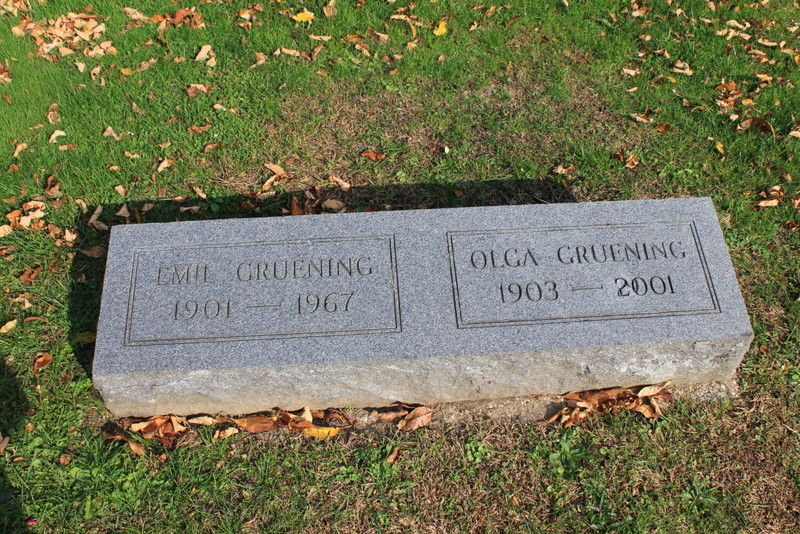 EMIL GRUENING
1901 — 1967
OLGA GRUENING
1903 — 2001